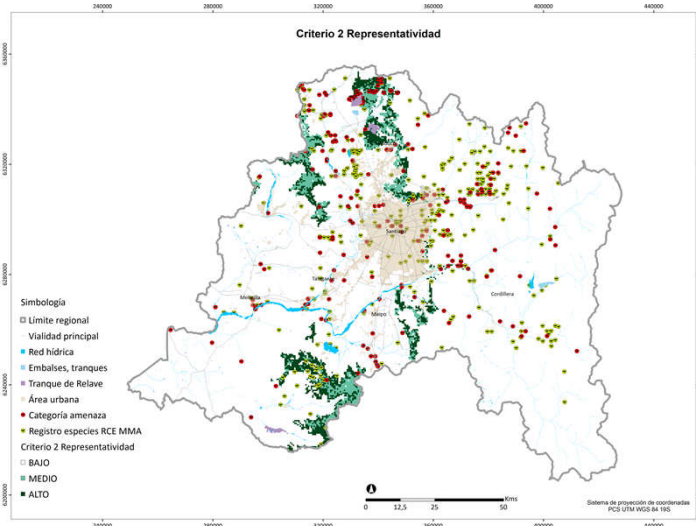 240000 280000 320000 360000 400000 440000
Criterio 2 Representatividad
6360000
6320000
6280000
6240000
6200000
Santiago
Talagante
Melipilla
Maipo
Cordillera
Simbología
Límite regional
Vialidad principal
Red hídrica
Embalses, tranques
Tranque de Relave
Área urbana
Categoría amenaza
Registro especies RCE MMA
Criterio 2 Representatividad
BAJO
MEDIO
ALTO
Kms
0 12,5 25 50
Sistema de proyección de coordenadas
PCS UTM WGS 84 19S
240000 280000 320000 360000 400000 440000